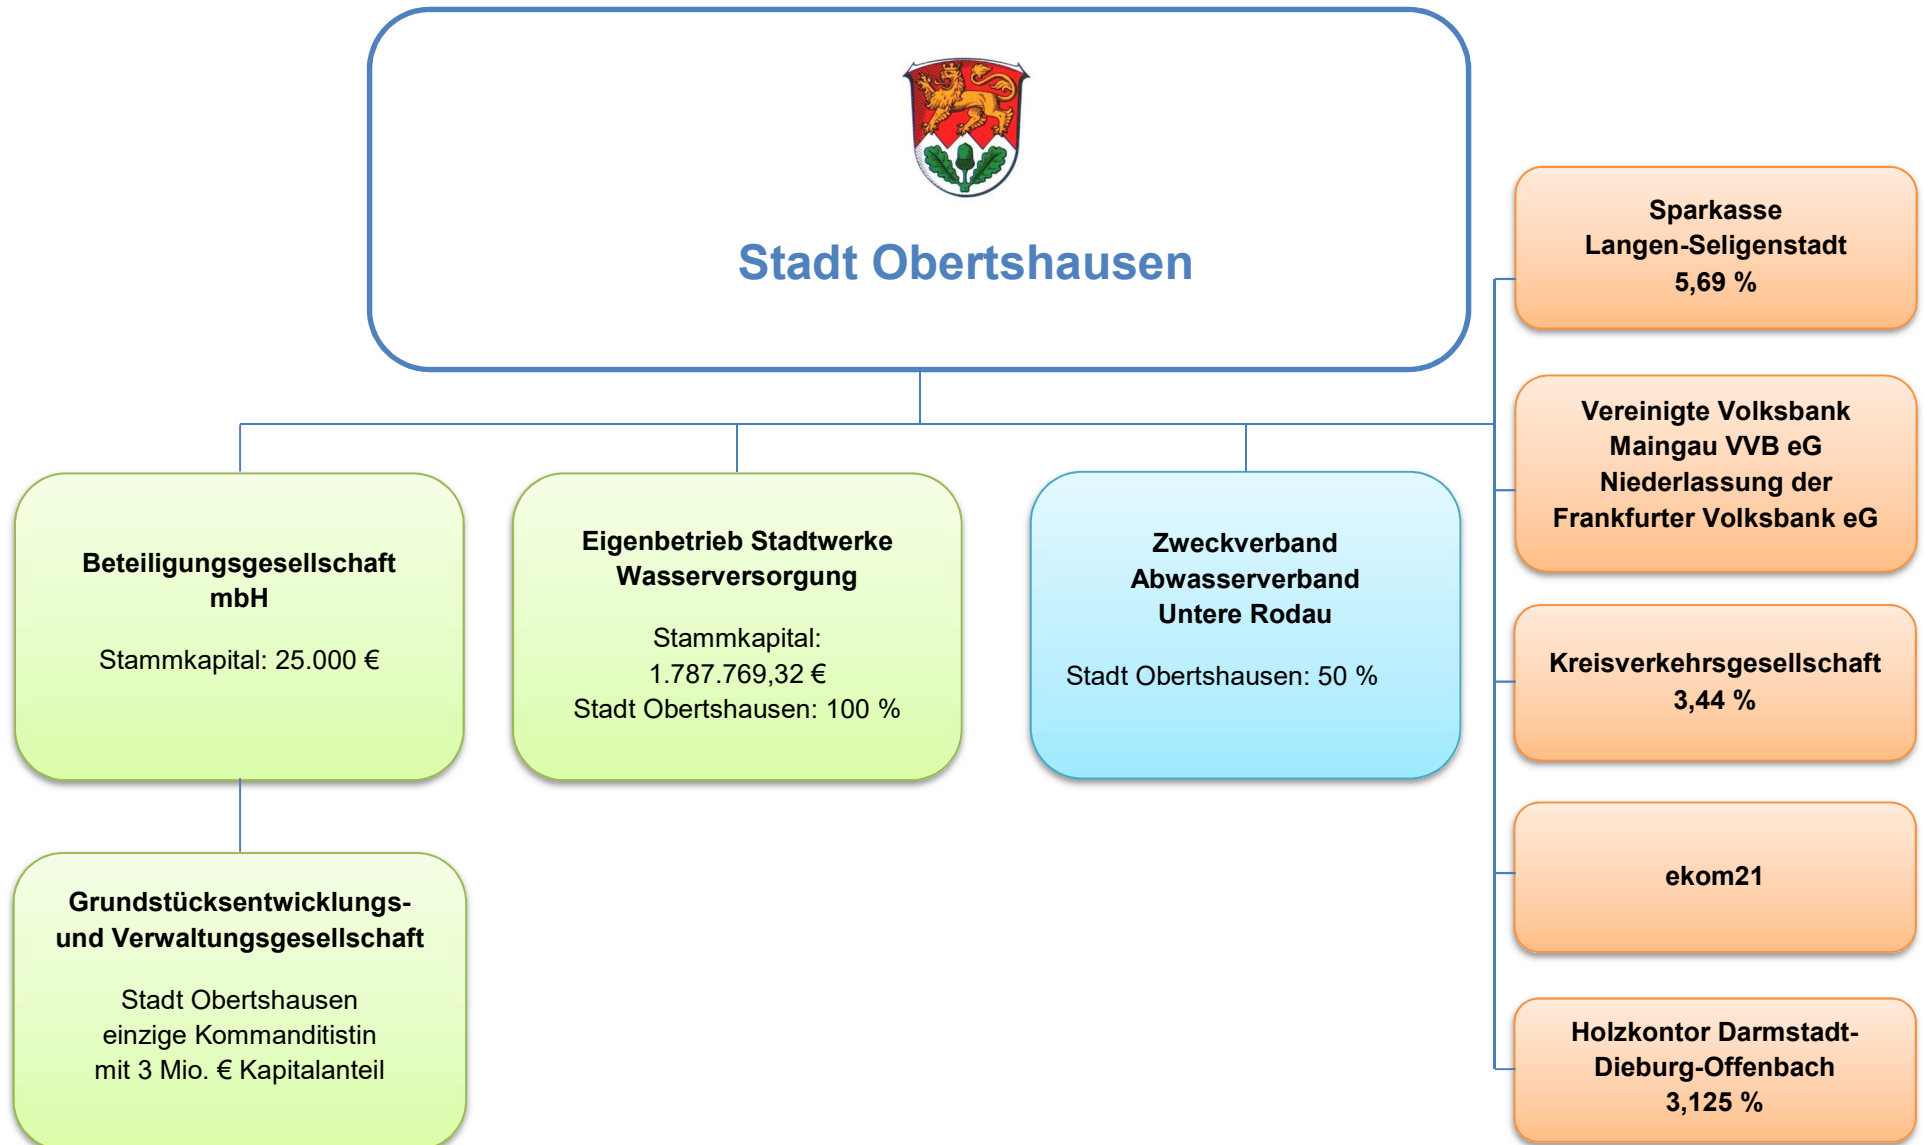 Stadt Obertshausen
Beteiligungsgesellschaft
mbH
Stammkapital: 25.000 €
Eigenbetrieb Stadtwerke
Wasserversorgung
Stammkapital:
1.787.769,32 €
Stadt Obertshausen: 100 %
Zweckverband
Abwasserverband
Untere Rodau
Stadt Obertshausen: 50 %
Grundstücksentwicklungs-
und Verwaltungsgesellschaft
Stadt Obertshausen
einzige Kommanditistin
mit 3 Mio. € Kapitalanteil
Sparkasse
Langen-Seligenstadt
5,69 %
Vereinigte Volksbank
Maingau VVB eG
Niederlassung der
Frankfurter Volksbank eG
Kreisverkehrsgesellschaft
3,44 %
ekom21
Holzkontor Darmstadt-
Dieburg-Offenbach
3,125 %